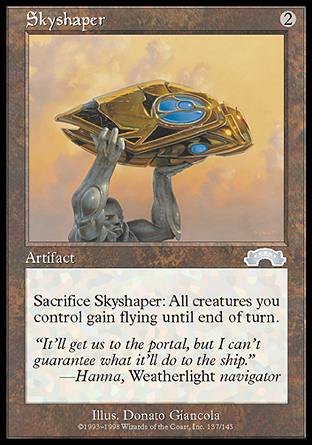 Skyshaper 2
Artifact
Sacrifice Skyshaper: All creatures you
control gain flying until end of turn.
“It’ll get us to the portal, but I can’t
guarantee what it’ll do to the ship.”
—Hanna, Weatherlight navigator
Illus. Donato Giancola
©1993–1998 Wizards of the Coast, Inc. 137/143